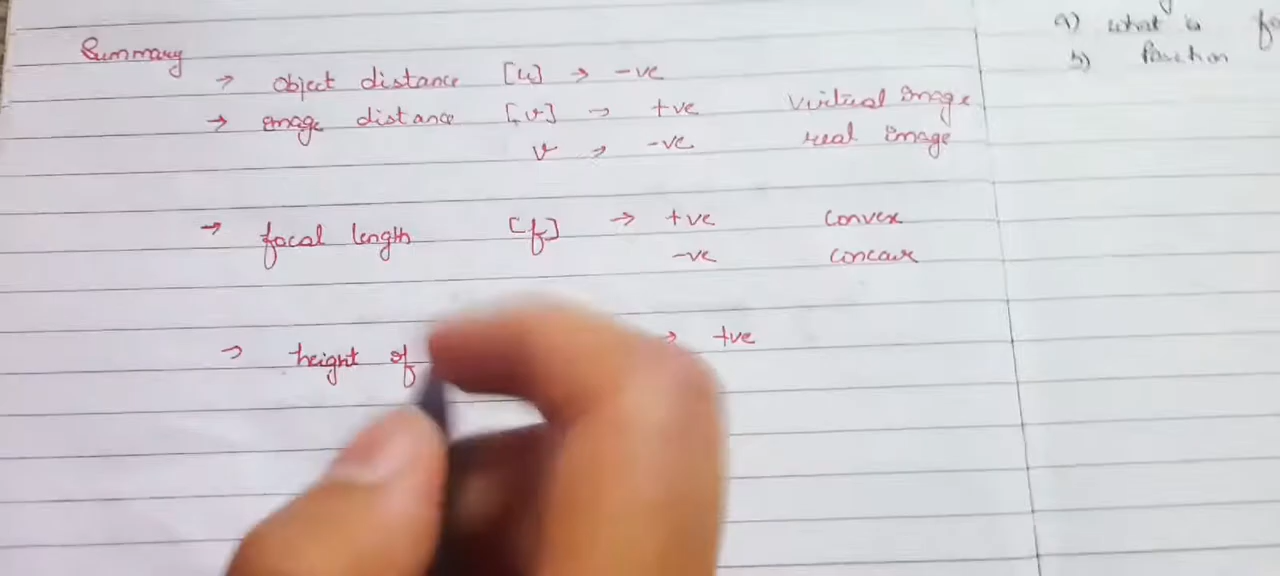 Summary
→ object distance [u] → -ve
→ image distance [v] → +ve virtual image
v → -ve real image
→ focal length [f] → +ve convex
-ve concave
→ height of → +ve
a) what is
b) Position